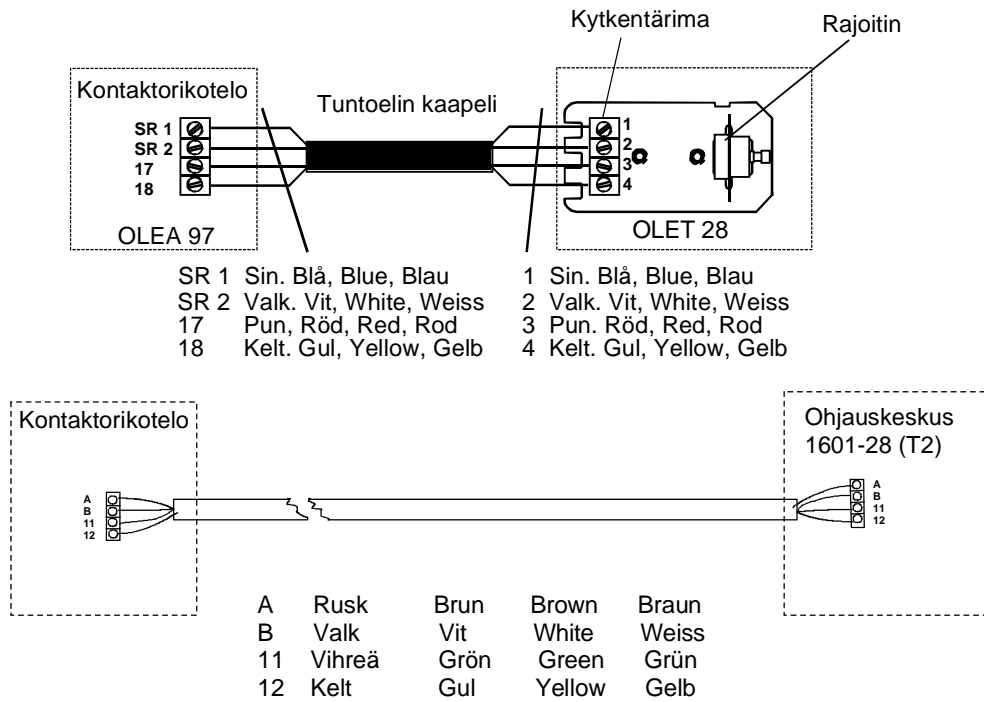 Kytkentärima
Rajoitin
Kontaktorikotelo
Tuntoelin kaapeli
SR 1
SR 2
17
18
1
2
3
4
OLEA 97
OLET 28
SR 1 Sin. Blå, Blue, Blau
SR 2 Valk. Vit, White, Weiss
17 Pun, Röd, Red, Rod
18 Kelt. Gul, Yellow, Gelb
1 Sin. Blå, Blue, Blau
2 Valk. Vit, White, Weiss
3 Pun. Röd, Red, Rod
4 Kelt. Gul, Yellow, Gelb
Kontaktorikotelo
Ohjauskeskus
1601-28 (T2)
A
B
11
12
A
B
11
12
A Rusk Brun Brown Braun
B Valk Vit White Weiss
11 Vihreä Grön Green Grün
12 Kelt Gul Yellow Gelb